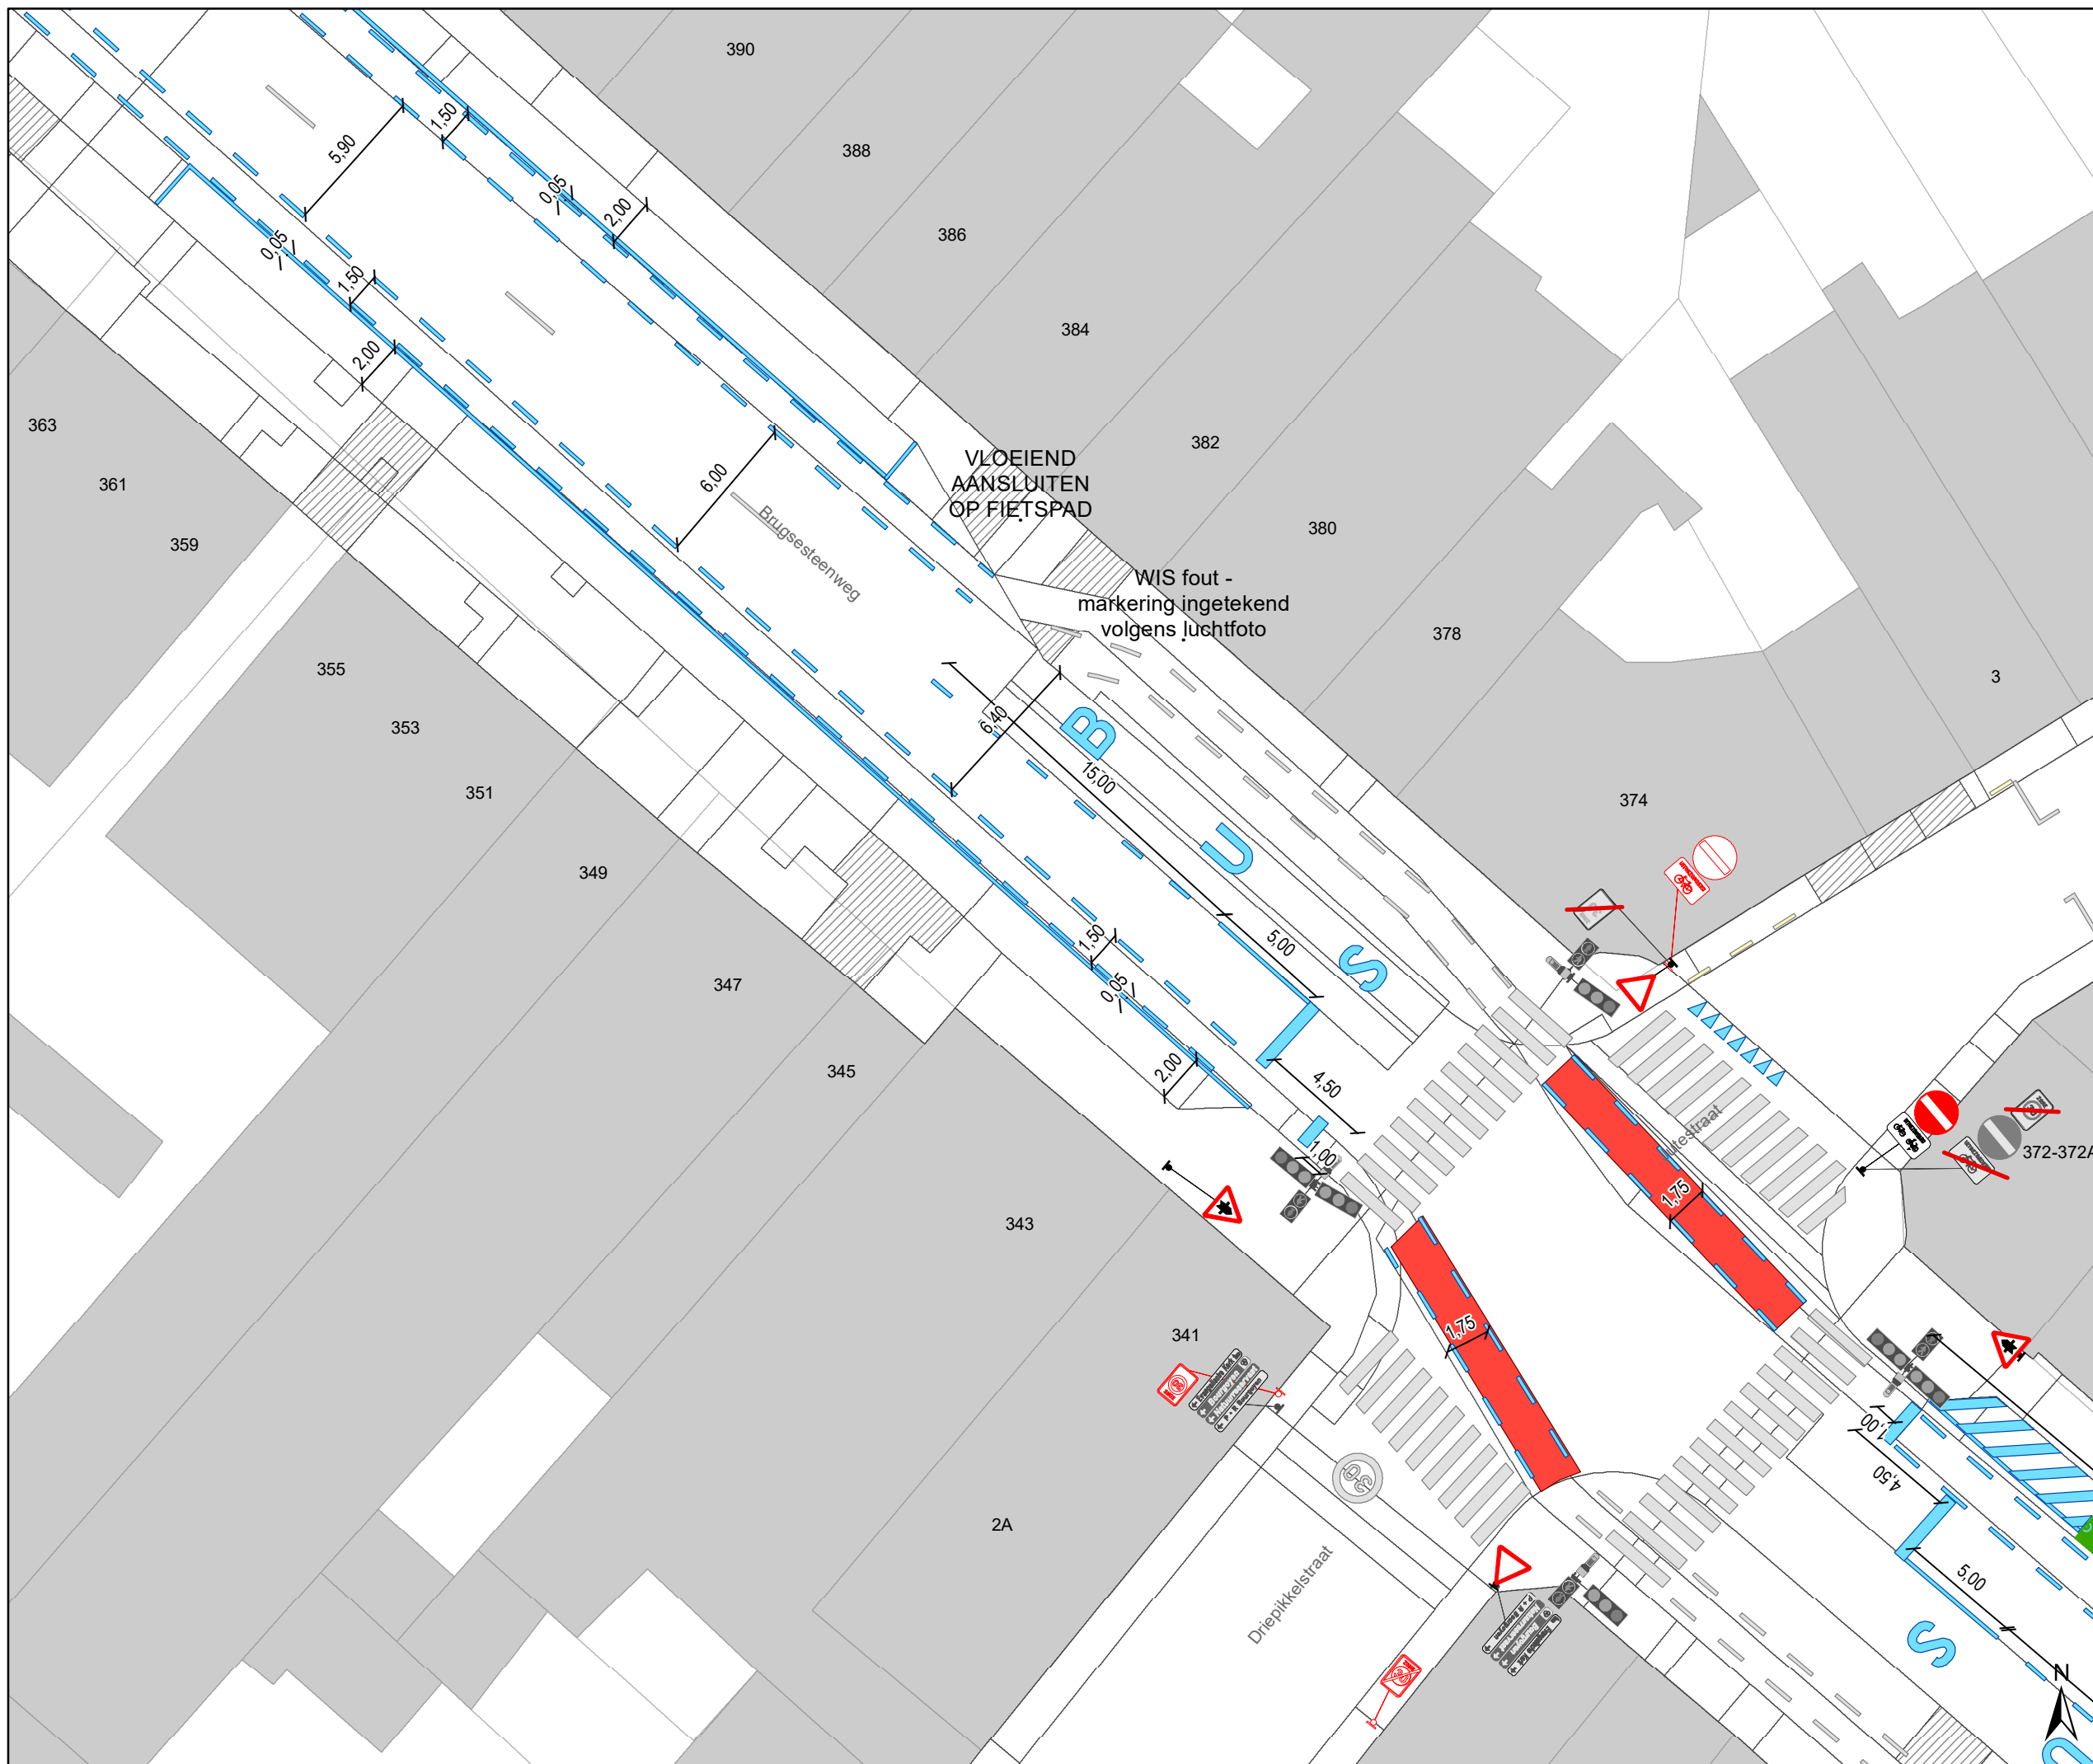 390
388
386
384
382
380
378
374
3
372-372A
363
361
359
355
353
351
349
347
345
343
341
2A
5,90
1,50
0,05
2,00
0,05
1,50
2,00
6,00
Brugsesteenweg
VLOEIEND
AANSLUITEN
OP FIETSPAD
WIS fout -
markering ingetekend
volgens luchtfoto
6,40
15,00
B
U
S
5,00
1,50
0,05
2,00
4,50
1,00
1,75
1,75
30
Driepikkelstraat
1,00
4,50
5,00
S
U
N